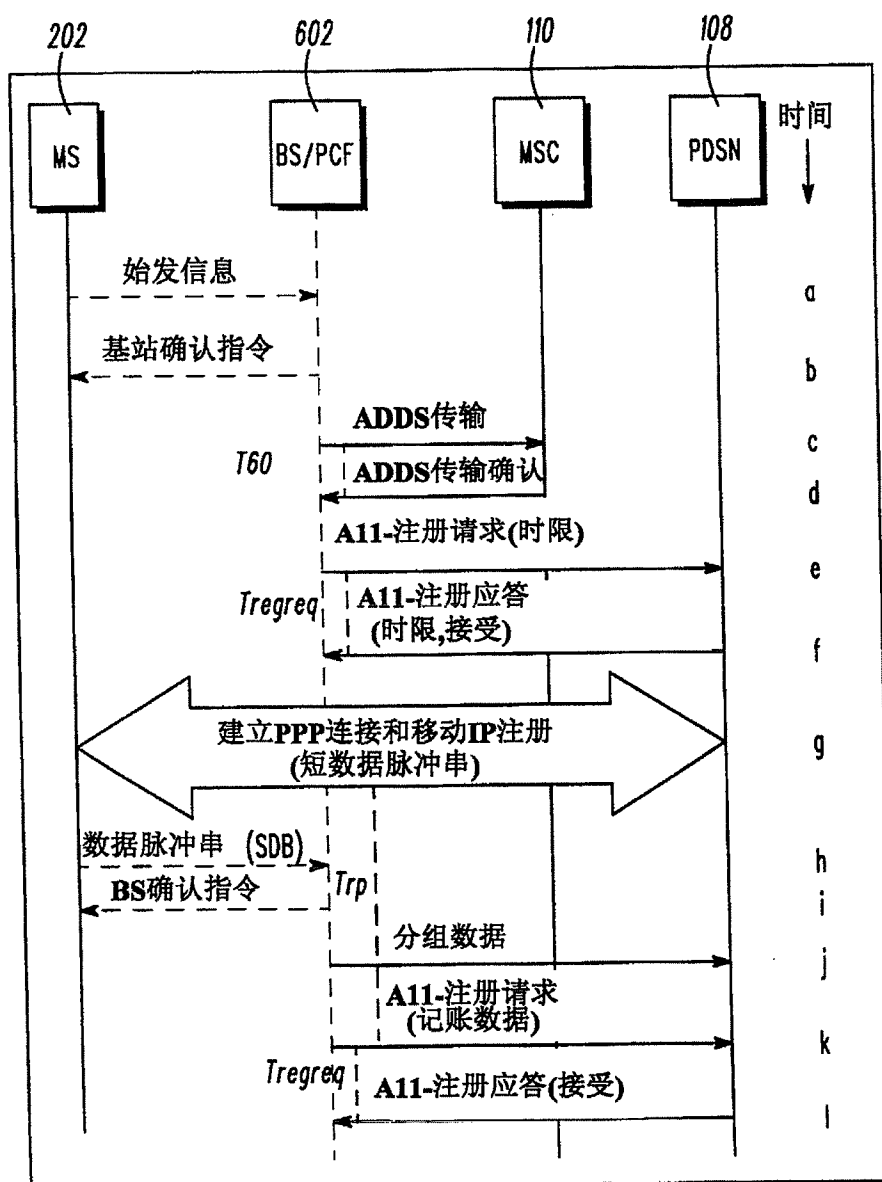 202
602
110
108
MS
BS/PCF
MSC
PDSN
时间
始发信息
a
基站确认指令
b
ADDS传输
c
T60
ADDS传输确认
d
A11-注册请求(时限)
e
Tregreq
A11-注册应答
(时限,接受)
f
建立PPP连接和移动IP注册
(短数据脉冲串)
g
数据脉冲串 (SDB)
h
BS确认指令
Trp
i
分组数据
j
A11-注册请求
(记账数据)
k
Tregreq
A11-注册应答(接受)
l